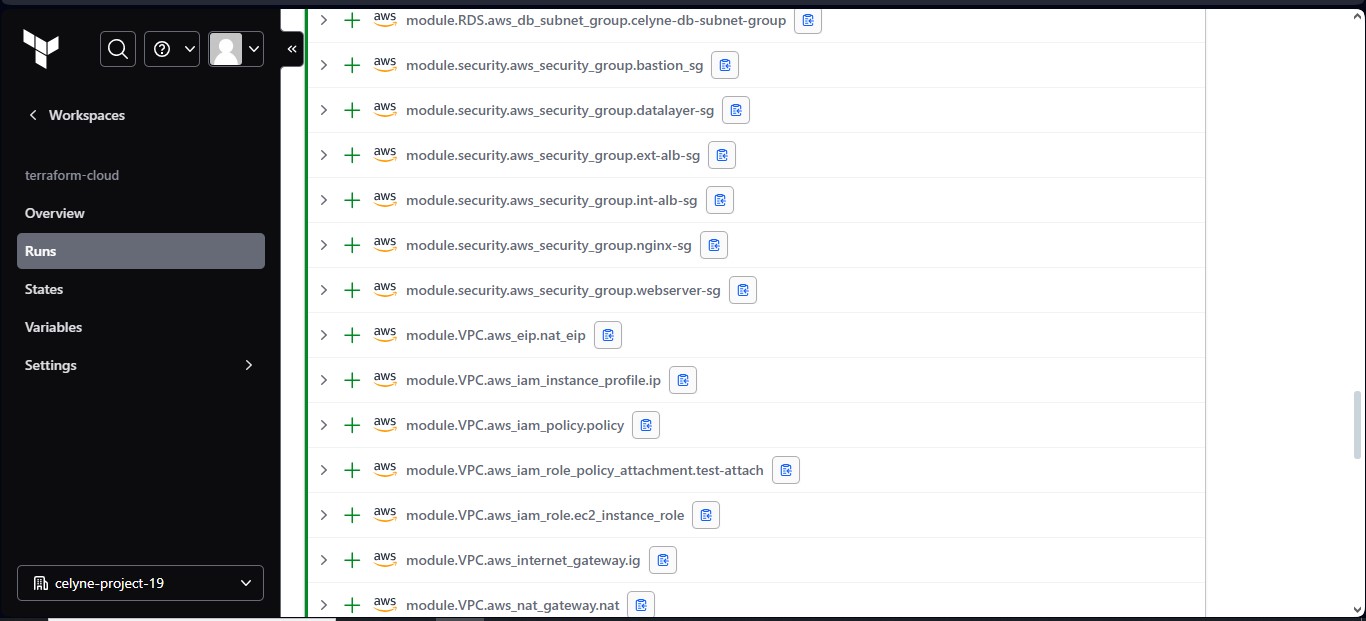 Workspaces
terraform-cloud
Overview
Runs
States
Variables
Settings
celyne-project-19
aws module.RDS.aws_db_subnet_group.celyne-db-subnet-group
aws module.security.aws_security_group.bastion_sg
aws module.security.aws_security_group.datalayer-sg
aws module.security.aws_security_group.ext-alb-sg
aws module.security.aws_security_group.int-alb-sg
aws module.security.aws_security_group.nginx-sg
aws module.security.aws_security_group.webserver-sg
aws module.VPC.aws_eip.nat_eip
aws module.VPC.aws_iam_instance_profile.ip
aws module.VPC.aws_iam_policy.policy
aws module.VPC.aws_iam_role_policy_attachment.test-attach
aws module.VPC.aws_iam_role.ec2_instance_role
aws module.VPC.aws_internet_gateway.ig
aws module.VPC.aws_nat_gateway.nat